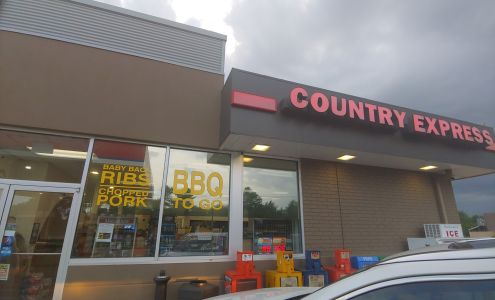 COUNTRY EXPRESS
BABY BACK
RIBS
CHOPPED
PORK
BBQ
TO GO
ICE